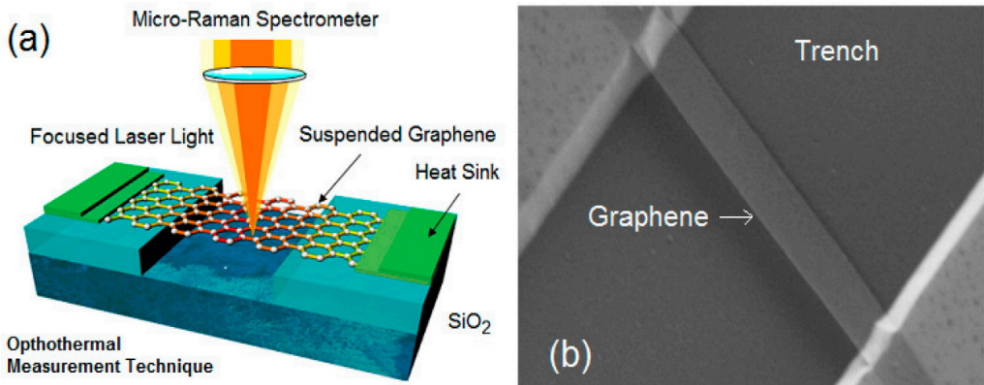 Micro-Raman Spectrometer
(a)
Focused Laser Light
Suspended Graphene
Heat Sink
SiO2
Opthothermal
Measurement Technique
Trench
Graphene
(b)